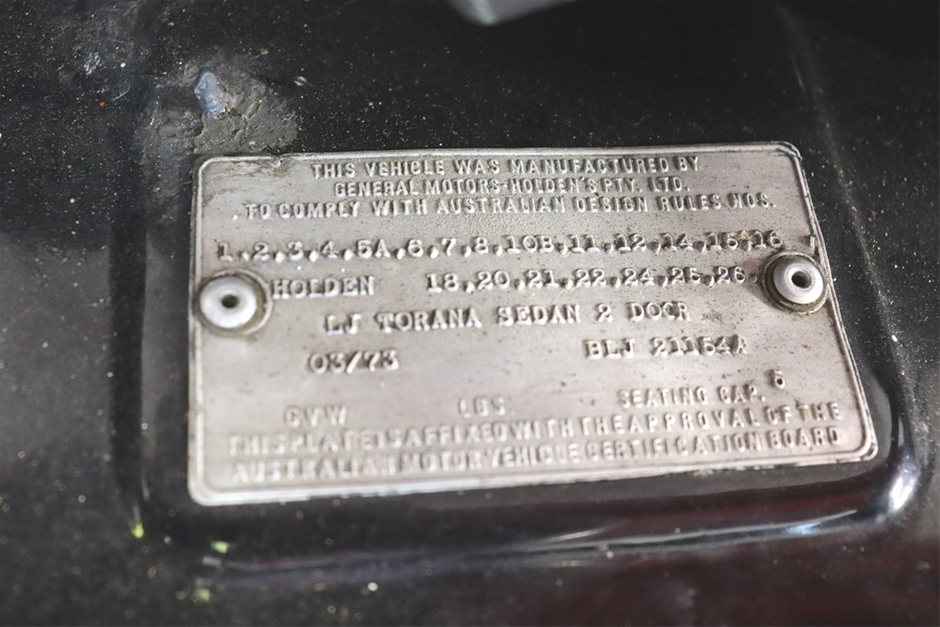 THIS VEHICLE WAS MANUFACTURED BY
GENERAL MOTORS-HOLDEN'S PTY. LTD.
TO COMPLY WITH AUSTRALIAN DESIGN RULES NOS.
1,2,3,4,5A,6,7,8,10B,11,12,14,15,16,
HOLDEN 18,20,21,22,24,25,26
LJ TORANA SEDAN 2 DOOR
03/73 BLJ 21154A
GVW LBS SEATING CAP. 5
THIS PLATE IS AFFIXED WITH THE APPROVAL OF THE
AUSTRALIAN MOTOR VEHICLE CERTIFICATION BOARD